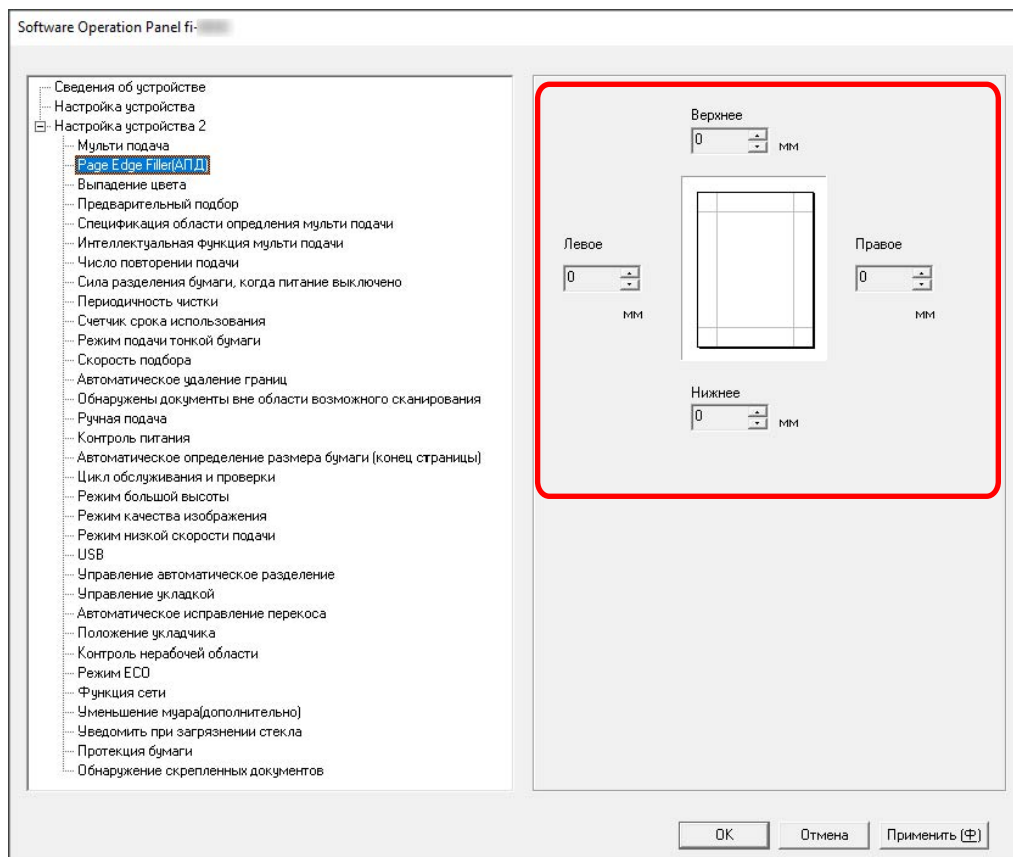 Software Operation Panel fi-
Сведения об устройстве
Настройка устройства
Настройка устройства 2
Мульти подача
Page Edge Filler(АПД)
Выпадение цвета
Предварительный подбор
Спецификация области опредления мульти подачи
Интеллектуальная функция мульти подачи
Число повторении подачи
Сила разделения бумаги, когда питание выключено
Периодичность чистки
Счетчик срока использования
Режим подачи тонкой бумаги
Скорость подбора
Автоматическое удаление границ
Обнаружены документы вне области возможного сканирования
Ручная подача
Контроль питания
Автоматическое определение размера бумаги (конец страницы)
Цикл обслуживания и проверки
Режим большой высоты
Режим качества изображения
Режим низкой скорости подачи
USB
Управление автоматическое разделение
Управление укладкой
Автоматическое исправление перекоса
Положение укладчика
Контроль нерабочей области
Режим ECO
Функция сети
Уменьшение муара(дополнительно)
Уведомить при загрязнении стекла
Протекция бумаги
Обнаружение скрепленных документов
Верхнее
0 мм
Левое
0
мм
Правое
0
мм
Нижнее
0 мм
OK Отмена Применить (Ф)